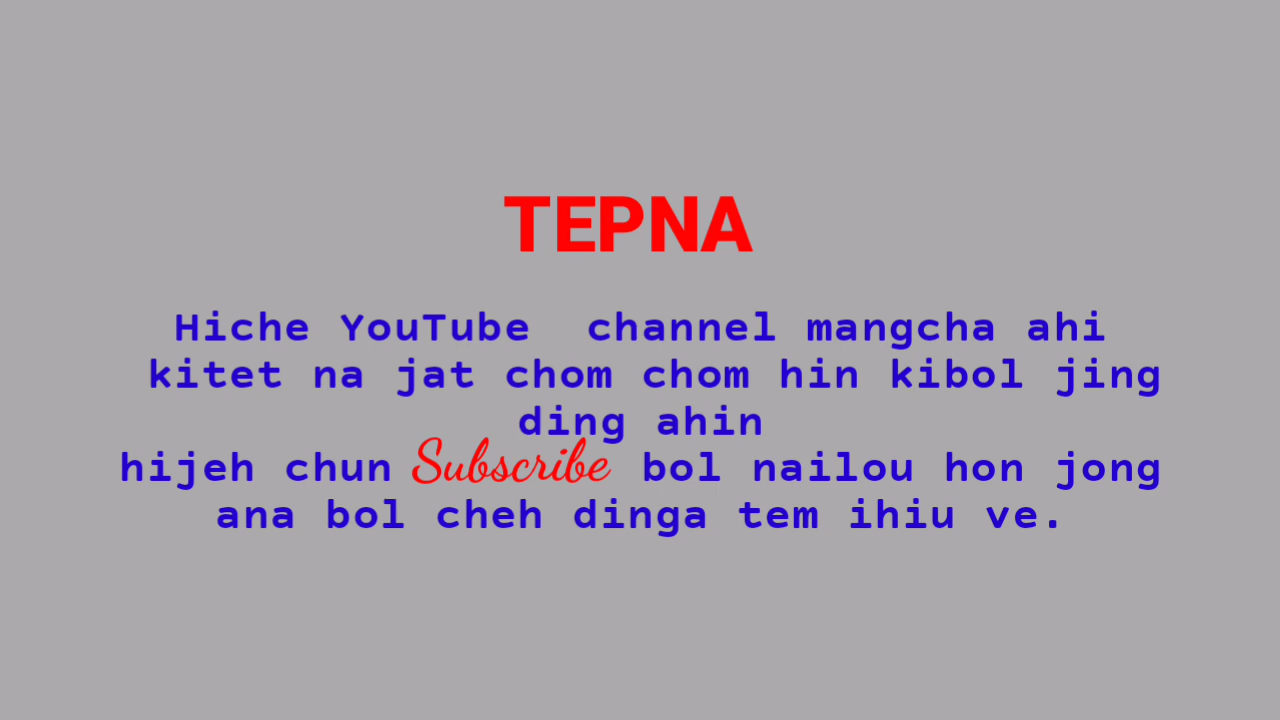 TEPNA
Hiche YouTube channel mangcha ahi
kitet na jat chom chom hin kibol jing
ding ahin
hijeh chun Subscribe bol nailou hon jong
ana bol cheh dinga tem ihiu ve.